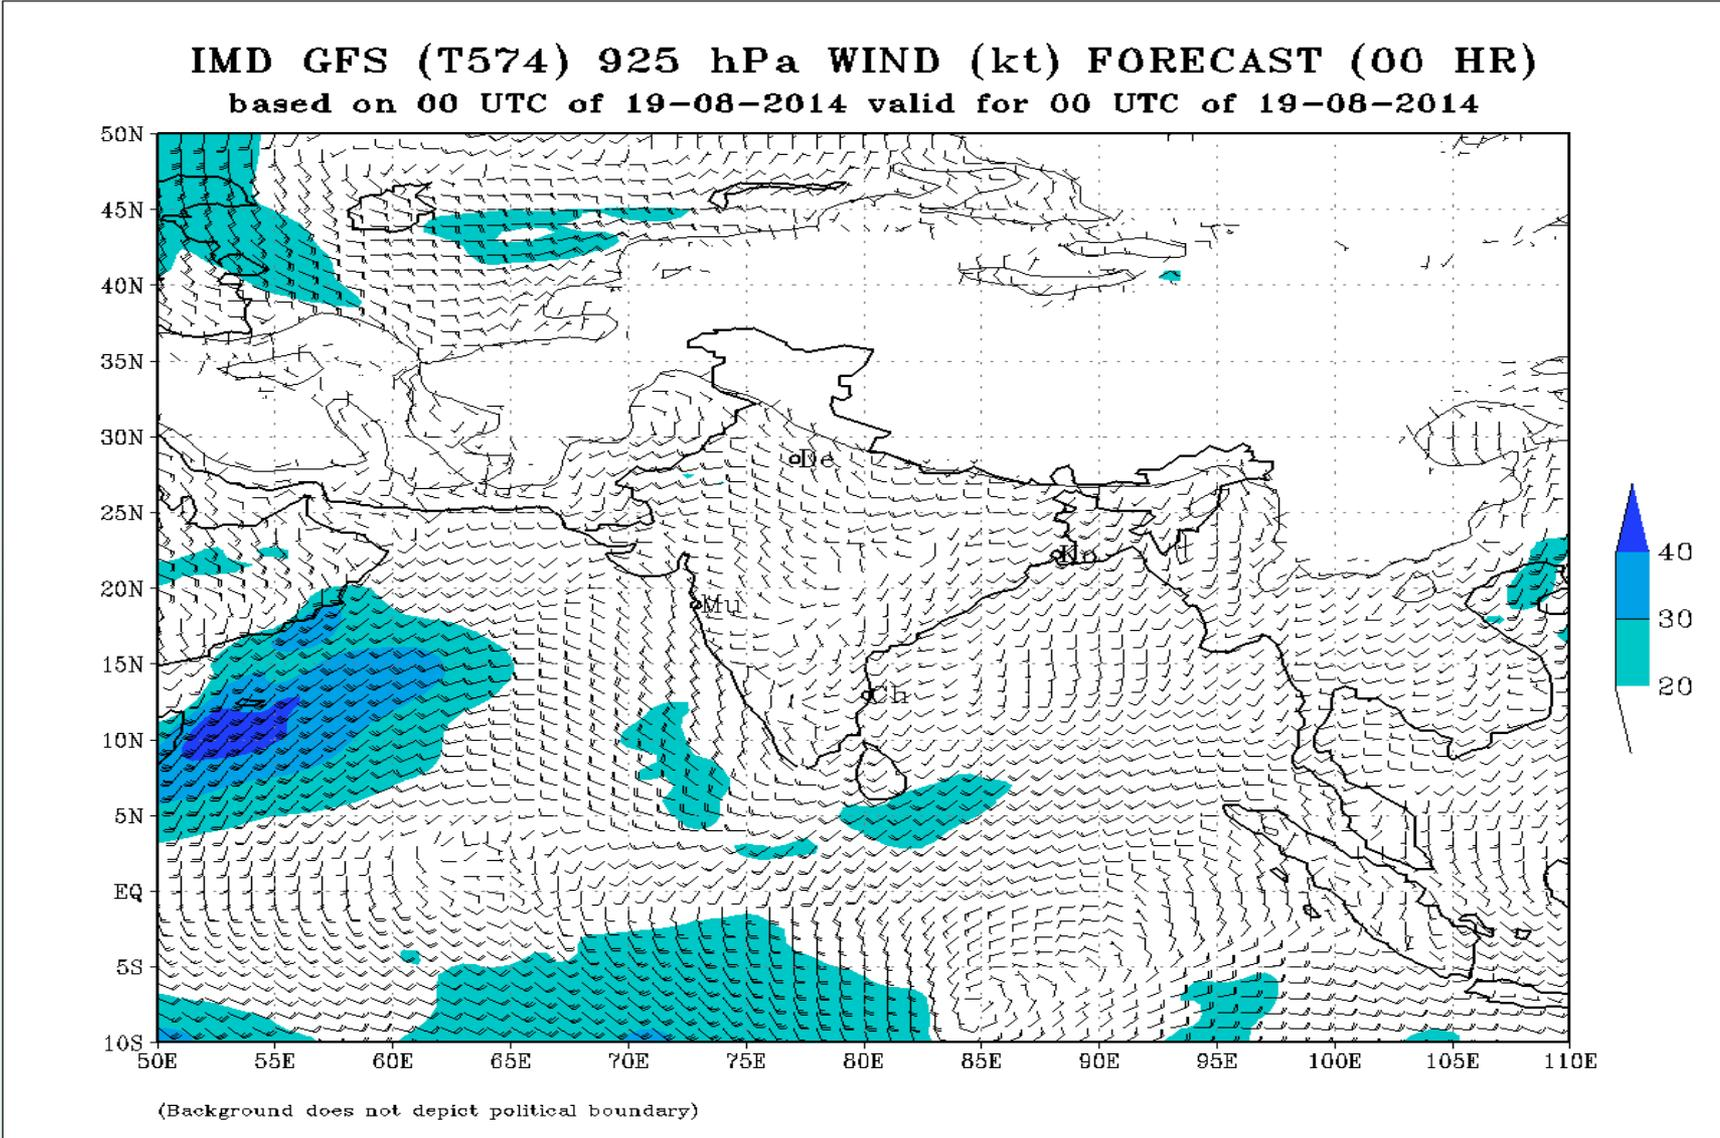 IMD GFS (T574) 925 hPa WIND (kt) FORECAST (00 HR)
based on 00 UTC of 19-08-2014 valid for 00 UTC of 19-08-2014
50N
45N
40N
35N
30N
25N
20N
15N
10N
5N
EQ
5S
10S
De
Mu
Ch
40
30
20
50E 55E 60E 65E 70E 75E 80E 85E 90E 95E 100E 105E 110E
(Background does not depict political boundary)